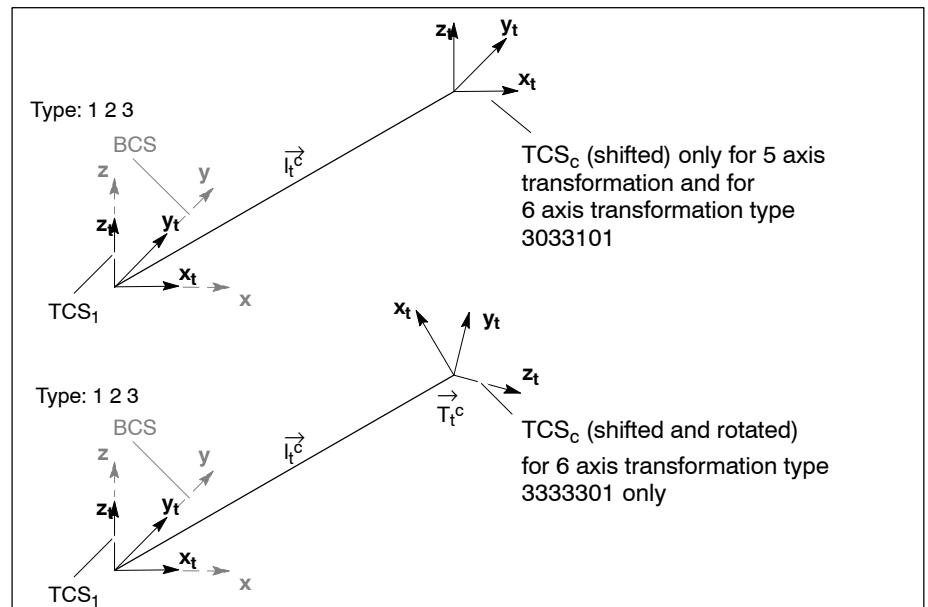 z_t
y_t
x_t
Type: 1 2 3
BCS
z
y
l_t^c
TCS_c (shifted) only for 5 axis
transformation and for
6 axis transformation type
3033101
z_t
y_t
x_t
x
TCS_1
x_t
y_t
z_t
T_t^c
Type: 1 2 3
BCS
z
y
l_t^c
TCS_c (shifted and rotated)
for 6 axis transformation type
3333301 only
z_t
y_t
x_t
x
TCS_1